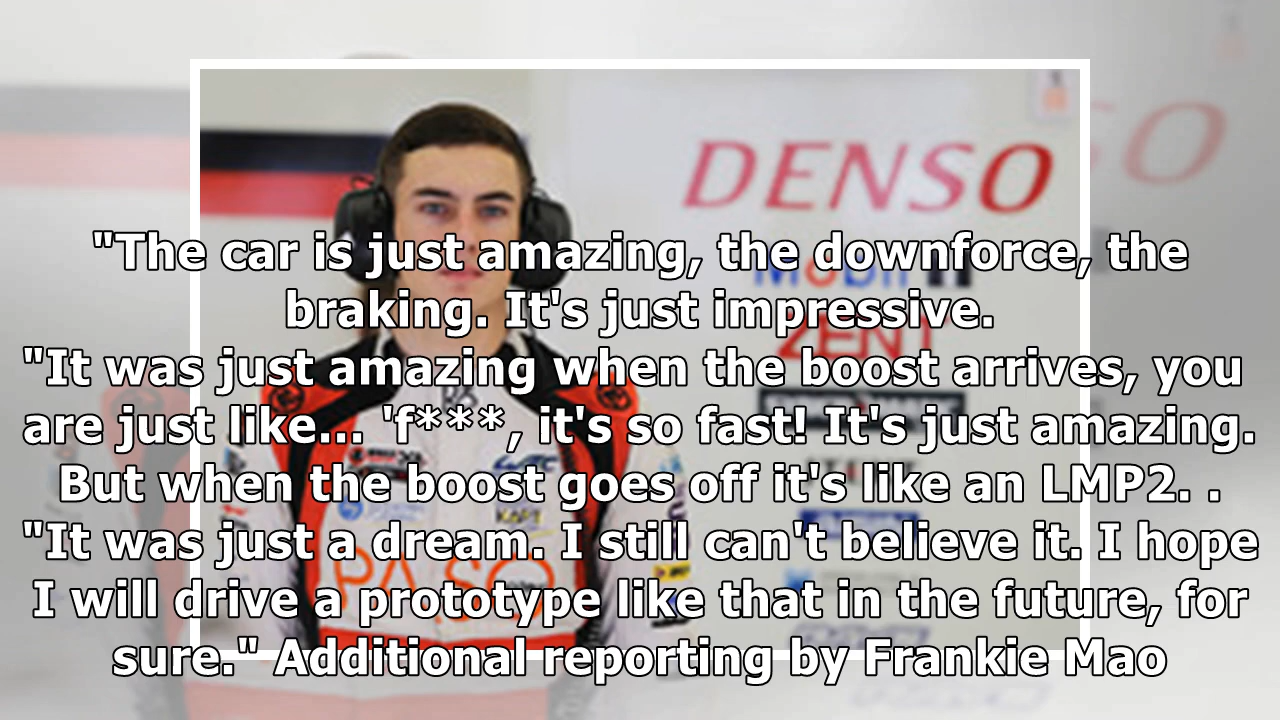 DENSO
"The car is just amazing, the downforce, the
braking. It's just impressive.
ZENT
"It was just amazing when the boost arrives, you
are just like... 'f***, it's so fast! It's just amazing.
But when the boost goes off it's like an LMP2. .
"It was just a dream. I still can't believe it. I hope
I will drive a prototype like that in the future, for
sure." Additional reporting by Frankie Mao